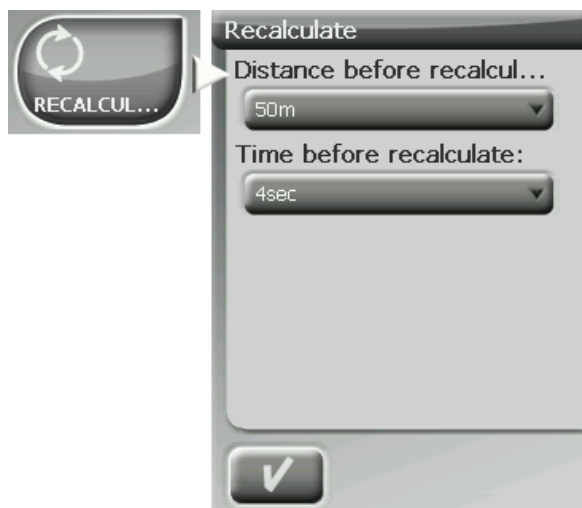 RECALCUL...
Recalculate
Distance before recalcul...
50m
Time before recalculate:
4sec